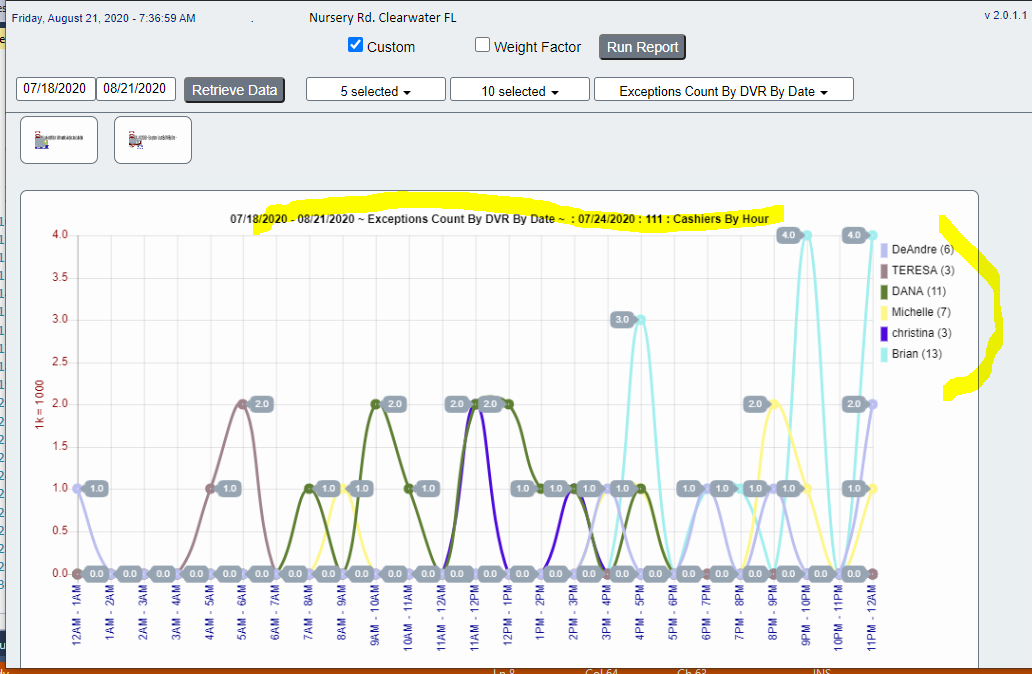 Friday, August 21, 2020 - 7:36:59 AM
.
Nursery Rd. Clearwater FL
v 2.0.1.1
Custom
Weight Factor
Run Report
07/18/2020
08/21/2020
Retrieve Data
5 selected
10 selected
Exceptions Count By DVR By Date
07/18/2020 - 08/21/2020 ~ Exceptions Count By DVR By Date ~ : 07/24/2020 : 111 : Cashiers By Hour
4.0
3.5
3.0
2.5
2.0
1.5
1.0
0.5
0.0
1k = 1000
4.0 4.0
3.0
2.0 2.0 2.0 2.0 2.0 2.0
1.0 1.0 1.0 1.0 1.0 1.0 1.0 1.0 1.0 1.0 1.0 1.0 1.0 1.0
0.0 0.0 0.0 0.0 0.0 0.0 0.0 0.0 0.0 0.0 0.0 0.0 0.0 0.0 0.0 0.0 0.0 0.0 0.0 0.0 0.0 0.0 0.0 0.0
DeAndre (6)
TERESA (3)
DANA (11)
Michelle (7)
christina (3)
Brian (13)
12AM - 1AM
1AM - 2AM
2AM - 3AM
3AM - 4AM
4AM - 5AM
5AM - 6AM
6AM - 7AM
7AM - 8AM
8AM - 9AM
9AM - 10AM
10AM - 11AM
11AM - 12AM
11AM - 12PM
12PM - 1PM
1PM - 2PM
2PM - 3PM
3PM - 4PM
4PM - 5PM
5PM - 6PM
6PM - 7PM
7PM - 8PM
8PM - 9PM
9PM - 10PM
10PM - 11PM
11PM - 12AM